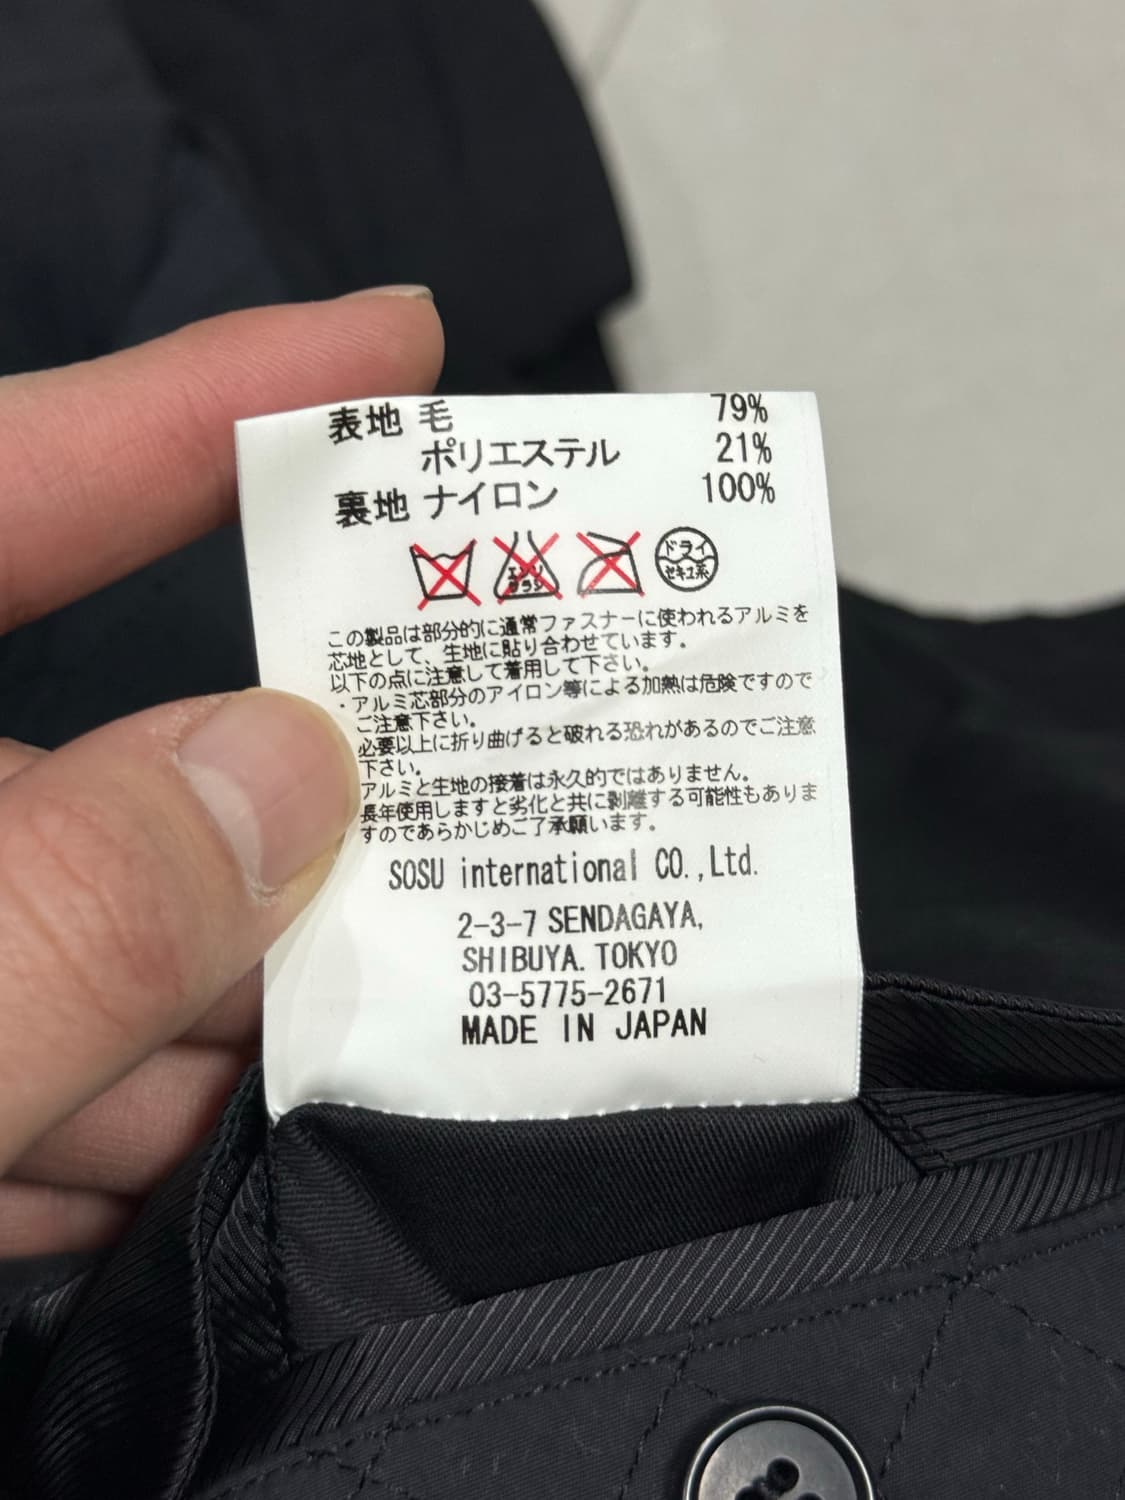 表地 毛 79%
ポリエステル 21%
裏地 ナイロン 100%
エンソ サラシ
ドライ
セキユ系
この製品は部分的に通常ファスナーに使われるアルミを
芯地として、生地に貼り合わせています。
以下の点に注意して着用して下さい。
・アルミ芯部分のアイロン等による加熱は危険ですので
ご注意下さい。
必要以上に折り曲げると破れる恐れがあるのでご注意
下さい。
アルミと生地の接着は永久的ではありません。
長年使用しますと劣化と共に剥離する可能性もありま
すのであらかじめご了承願います。
SOSU international CO.,Ltd.
2-3-7 SENDAGAYA,
SHIBUYA. TOKYO
03-5775-2671
MADE IN JAPAN